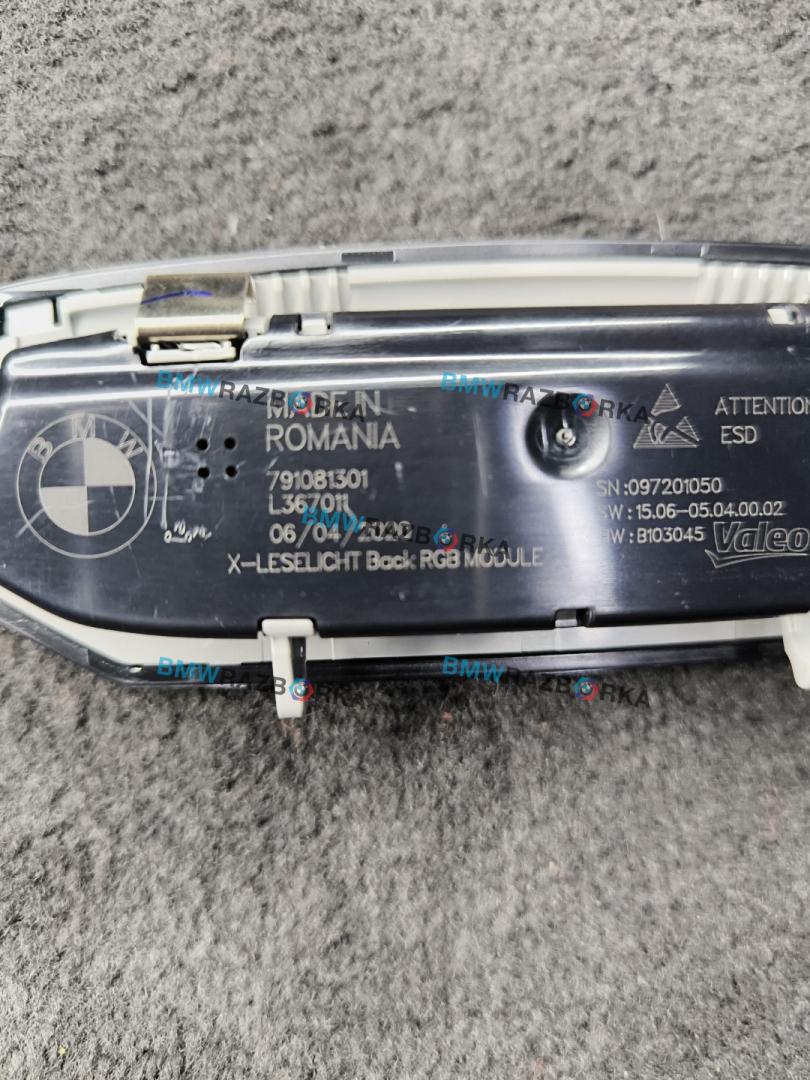 BMWRAZBORKA
BMWRAZBORKA
MADE IN
ROMANIA
BMW
791081301
L367011
06/04/2020
X-LESELICHT Back RGB MODULE
ATTENTION
ESD
SN:097201050
SW: 15.06-05.04.00.02
HW: B103045
Valeo
BMWRAZBORKA
BMWRAZBORKA
BMWRAZBORKA